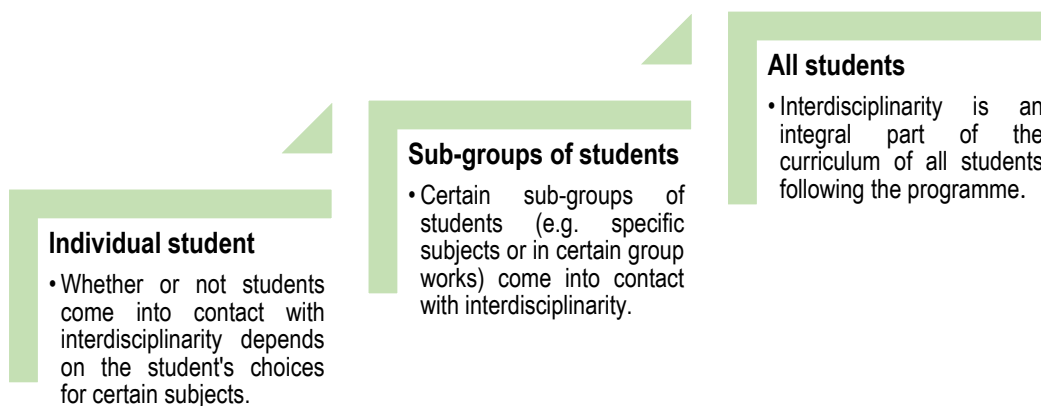 Individual student
• Whether or not students
come into contact with
interdisciplinarity depends
on the student's choices
for certain subjects.
Sub-groups of students
• Certain sub-groups of
students (e.g. specific
subjects or in certain group
works) come into contact
with interdisciplinarity.
All students
• Interdisciplinarity is an
integral part of the
curriculum of all students
following the programme.